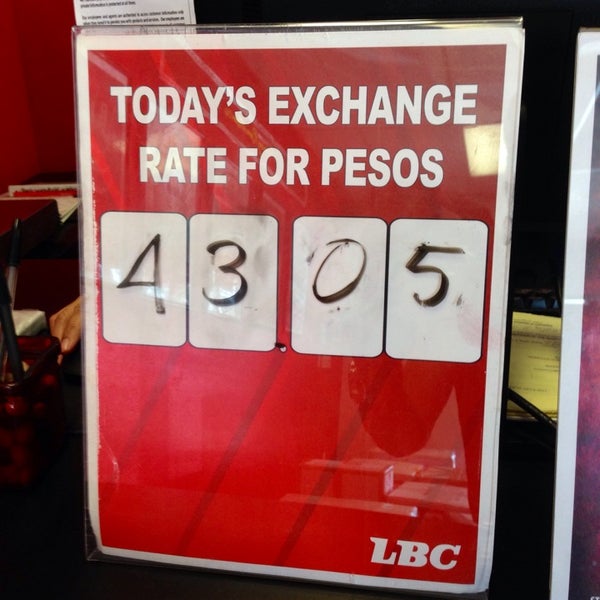 TODAY'S EXCHANGE
RATE FOR PESOS
43.05
LBC